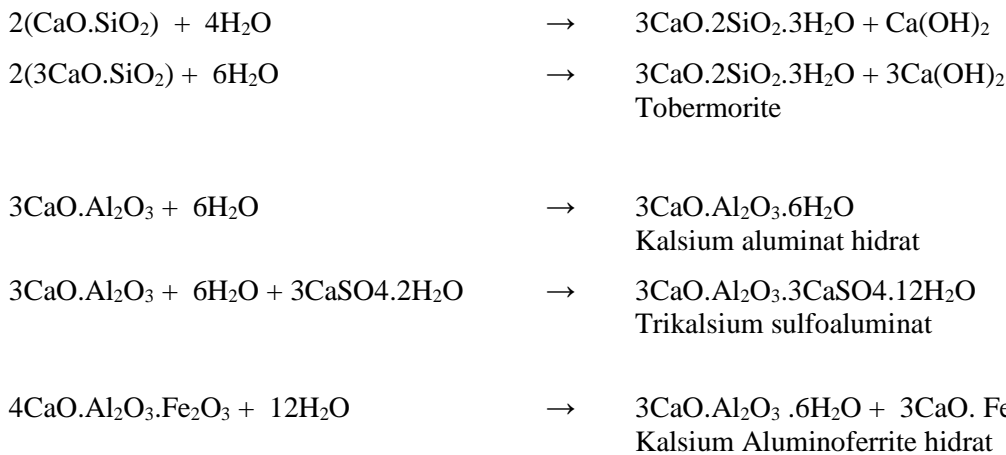 2(CaO.SiO₂) + 4H₂O → 3CaO.2SiO₂.3H₂O + Ca(OH)₂
2(3CaO.SiO₂) + 6H₂O → 3CaO.2SiO₂.3H₂O + 3Ca(OH)₂
Tobermorite
3CaO.Al₂O₃ + 6H₂O → 3CaO.Al₂O₃.6H₂O
Kalsium aluminat hidrat
3CaO.Al₂O₃ + 6H₂O + 3CaSO4.2H₂O → 3CaO.Al₂O₃.3CaSO4.12H₂O
Trikalsium sulfoaluminat
4CaO.Al₂O₃.Fe₂O₃ + 12H₂O → 3CaO.Al₂O₃ .6H₂O + 3CaO. Fe
Kalsium Aluminoferrite hidrat